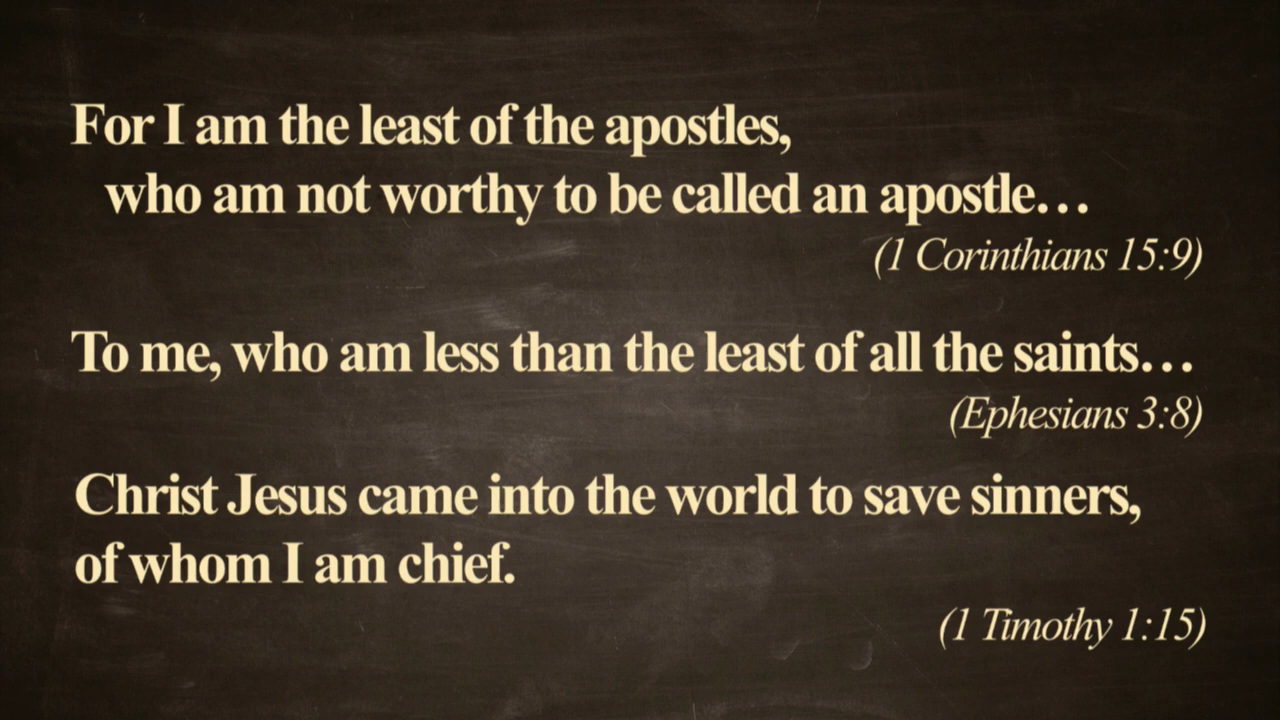 For I am the least of the apostles,
who am not worthy to be called an apostle…
(1 Corinthians 15:9)
To me, who am less than the least of all the saints…
(Ephesians 3:8)
Christ Jesus came into the world to save sinners,
of whom I am chief.
(1 Timothy 1:15)